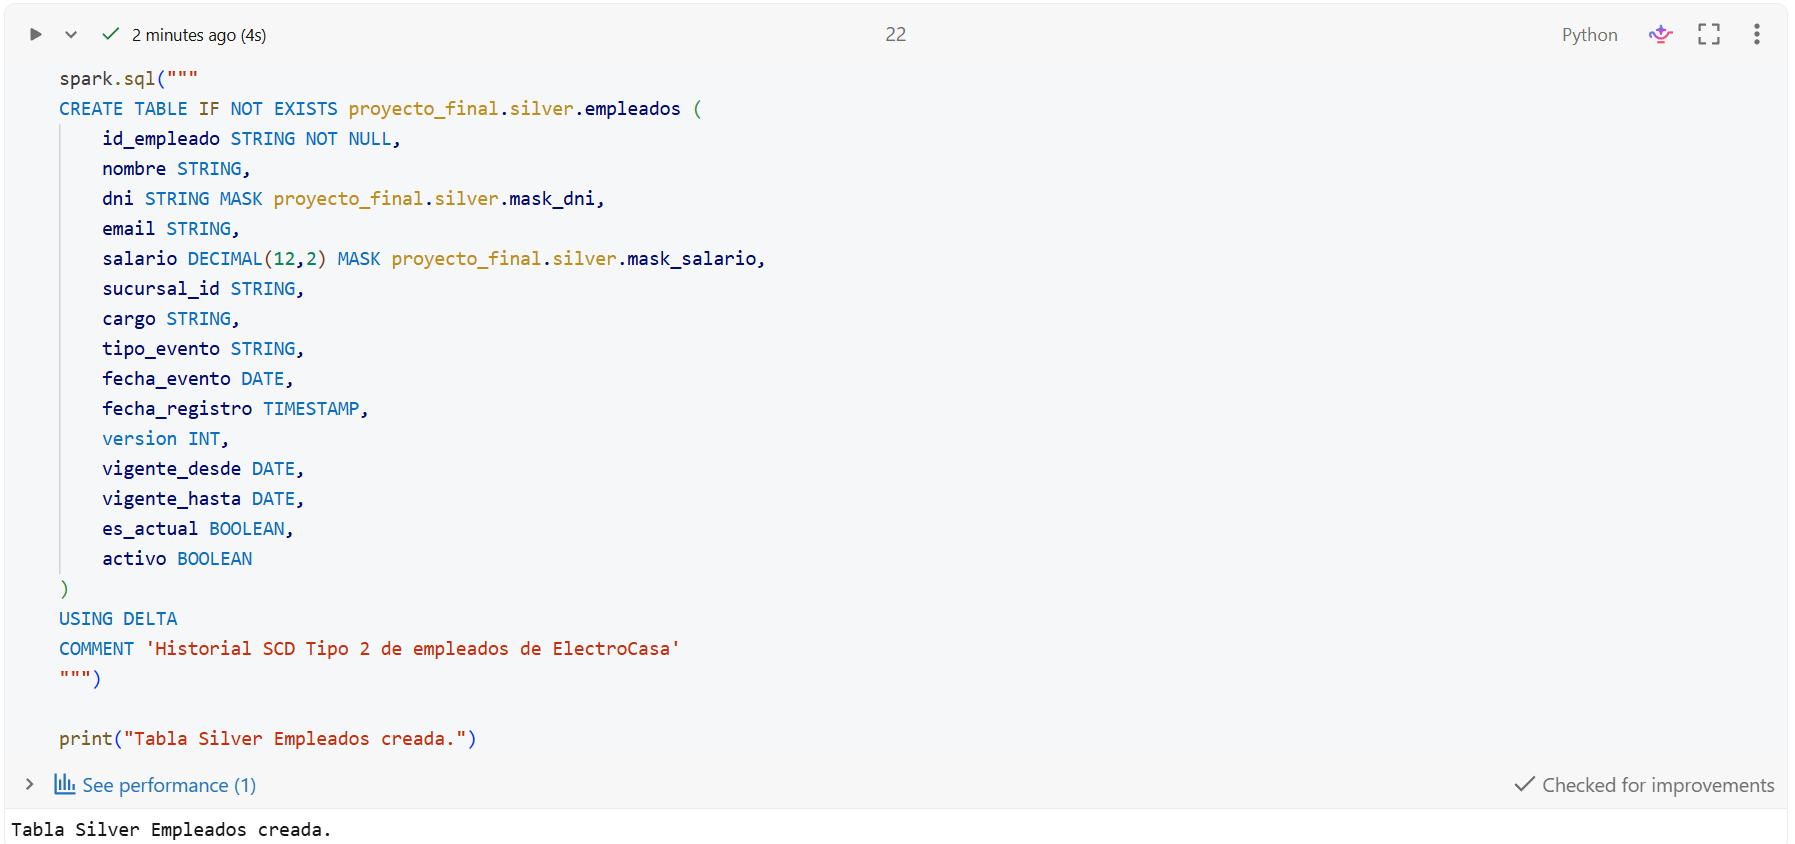 2 minutes ago (4s)
22
Python
spark.sql("""
CREATE TABLE IF NOT EXISTS proyecto_final.silver.empleados (
    id_empleado STRING NOT NULL,
    nombre STRING,
    dni STRING MASK proyecto_final.silver.mask_dni,
    email STRING,
    salario DECIMAL(12,2) MASK proyecto_final.silver.mask_salario,
    sucursal_id STRING,
    cargo STRING,
    tipo_evento STRING,
    fecha_evento DATE,
    fecha_registro TIMESTAMP,
    version INT,
    vigente_desde DATE,
    vigente_hasta DATE,
    es_actual BOOLEAN,
    activo BOOLEAN
)
USING DELTA
COMMENT 'Historial SCD Tipo 2 de empleados de ElectroCasa'
""")
print("Tabla Silver Empleados creada.")
See performance (1)
Checked for improvements
Tabla Silver Empleados creada.